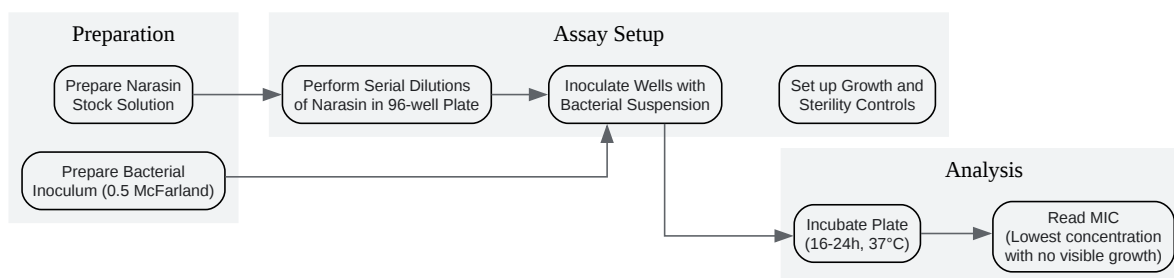 Preparation
Prepare Narasin
Stock Solution
Prepare Bacterial
Inoculum (0.5 McFarland)
Assay Setup
Perform Serial Dilutions
of Narasin in 96-well Plate
Inoculate Wells with
Bacterial Suspension
Set up Growth and
Sterility Controls
Analysis
Incubate Plate
(16-24h, 37°C)
Read MIC
(Lowest concentration
with no visible growth)